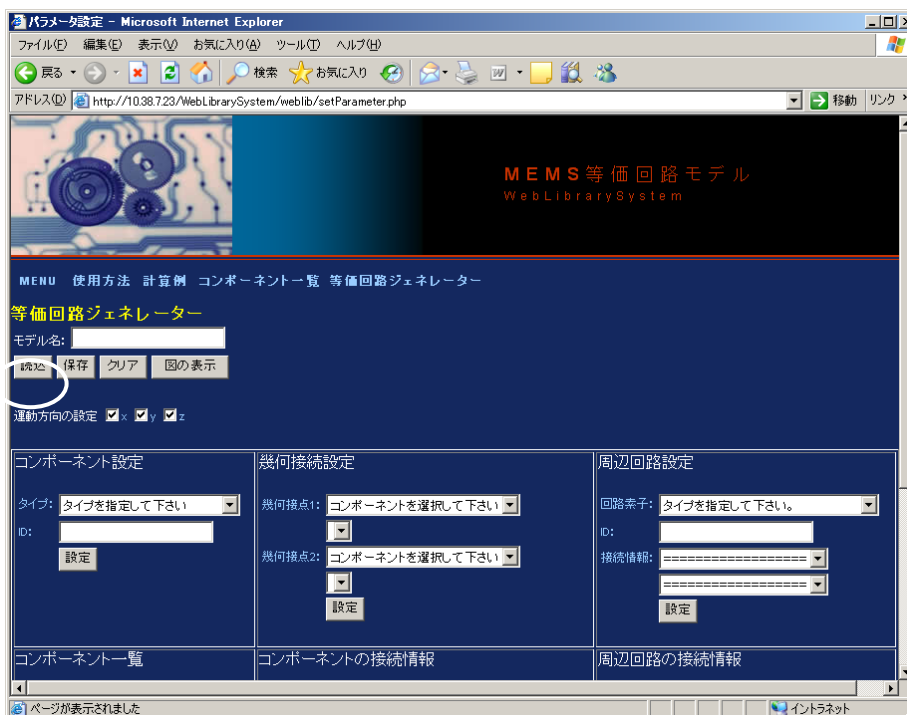 パラメータ設定 - Microsoft Internet Explorer
ファイル(F) 編集(E) 表示(V) お気に入り(A) ツール(T) ヘルプ(H)
戻る 検索 お気に入り
アドレス(D) http://10.38.7.23/WebLibrarySystem/weblib/setParameter.php 移動 リンク
MEMS等価回路モデル
WebLibrarySystem
MENU 使用方法 計算例 コンポーネント一覧 等価回路ジェネレーター
等価回路ジェネレーター
モデル名:
読込 保存 クリア 図の表示
運動方向の設定 x y z
コンポーネント設定
タイプ: タイプを指定して下さい
ID:
設定
幾何接続設定
幾何接点1: コンポーネントを選択して下さい
幾何接点2: コンポーネントを選択して下さい
設定
周辺回路設定
回路素子: タイプを指定して下さい。
ID:
接続情報: ==================
==================
設定
コンポーネント一覧 コンポーネントの接続情報 周辺回路の接続情報
ページが表示されました イントラネット